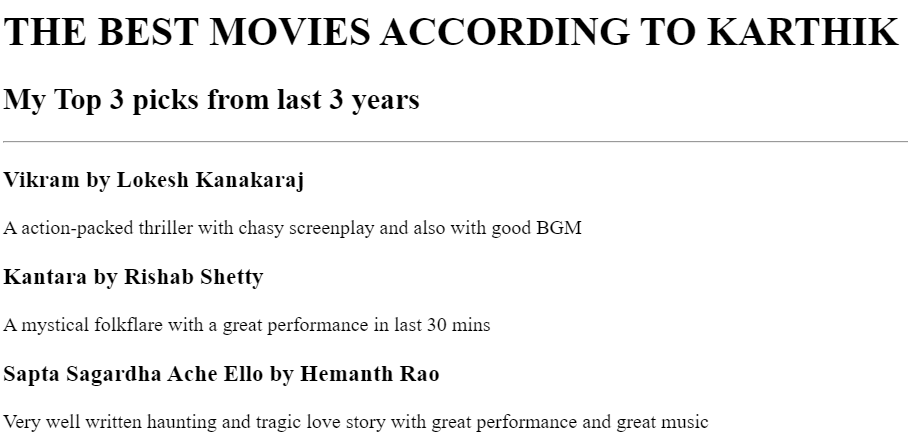 THE BEST MOVIES ACCORDING TO KARTHIK
My Top 3 picks from last 3 years
Vikram by Lokesh Kanakaraj
A action-packed thriller with chasy screenplay and also with good BGM
Kantara by Rishab Shetty
A mystical folkflare with a great performance in last 30 mins
Sapta Sagardha Ache Ello by Hemanth Rao
Very well written haunting and tragic love story with great performance and great music